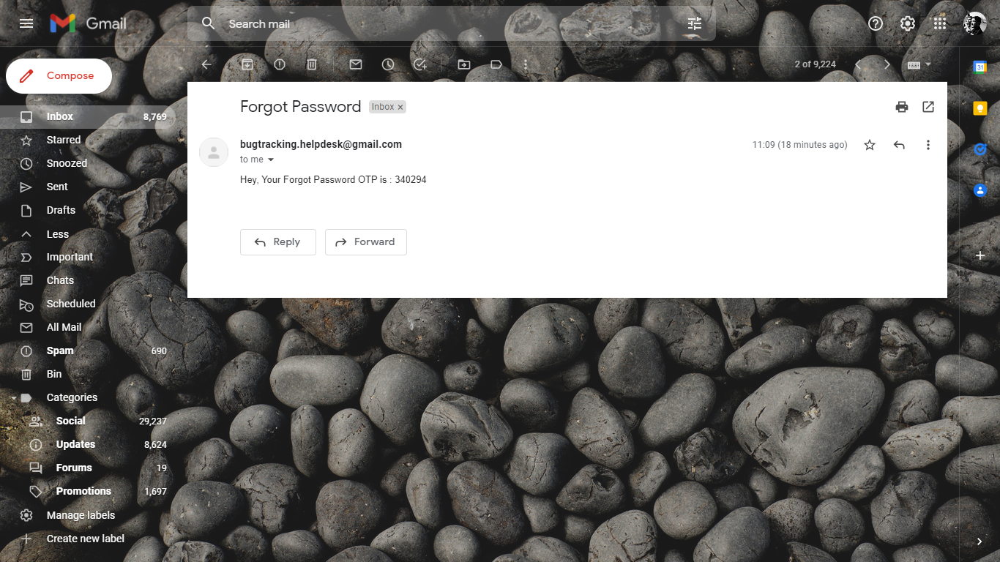 Gmail
Search mail
Compose
2 of 9,224
31
Inbox 8,769
Starred
Snoozed
Sent
Drafts
Less
Important
Chats
Scheduled
All Mail
Spam 690
Bin
Categories
Social 29,237
Updates 8,624
Forums 19
Promotions 1,697
Manage labels
Create new label
Forgot Password Inbox ×
bugtracking.helpdesk@gmail.com 11:09 (18 minutes ago)
to me
Hey, Your Forgot Password OTP is : 340294
Reply Forward